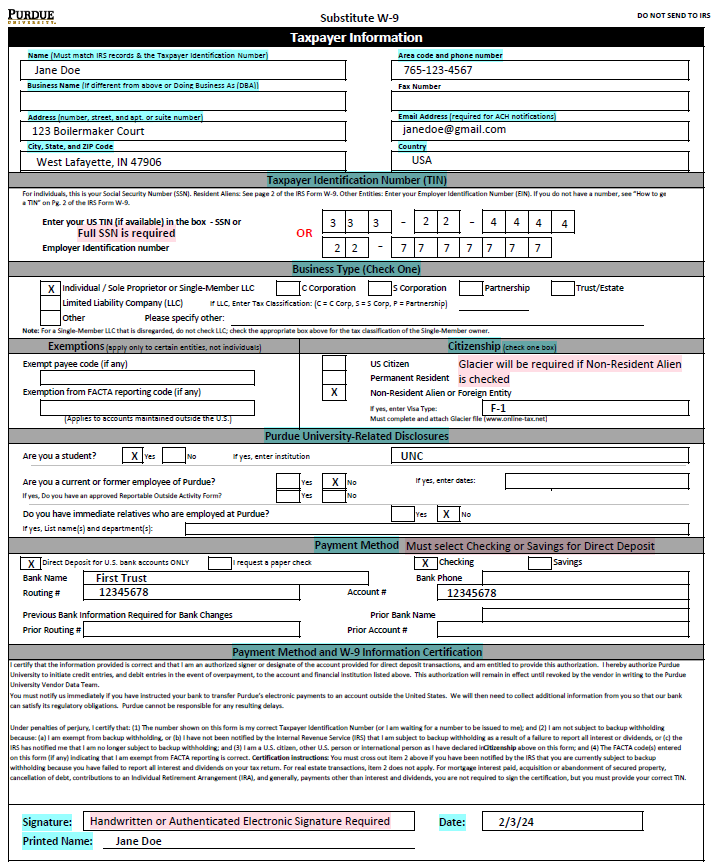 PURDUE
UNIVERSITY.
Substitute W-9
DO NOT SEND TO IRS
Taxpayer Information
Name (Must match IRS records & the Taxpayer Identification Number)
Area code and phone number
Jane Doe
765-123-4567
Business Name (If different from above or Doing Business As (DBA))
Fax Number
Address (number, street, and apt. or suite number)
Email Address (required for ACH notifications)
123 Boilermaker Court
janedoe@gmail.com
City, State, and ZIP Code
Country
West Lafayette, IN 47906
USA
Taxpayer Identification Number (TIN)
For individuals, this is your Social Security Number (SSN). Resident Aliens: See page 2 of the IRS Form W-9. Other Entities: Enter your Employer Identification Number (EIN). If you do not have a number, see "How to ge
a TIN" on Pg. 2 of the IRS Form W-9.
Enter your US TIN (if available) in the box - SSN or
3 3 3 - 2 2 - 4 4 4 4
Full SSN is required
OR
Employer Identification number
2 2 - 7 7 7 7 7 7 7
Business Type (Check One)
X Individual / Sole Proprietor or Single-Member LLC
C Corporation
S Corporation
Partnership
Trust/Estate
Limited Liability Company (LLC)
If LLC, Enter Tax Classification: (C = C Corp, S = S Corp, P = Partnership)
Other
Please specify other:
Note: For a Single-Member LLC that is disregarded, do not check LLC; check the appropriate box above for the tax classification of the Single-Member owner.
Exemptions (apply only to certain entities, not individuals)
Citizenship (check one box)
Exempt payee code (if any)
US Citizen
Glacier will be required if Non-Resident Alien
Permanent Resident
is checked
Exemption from FACTA reporting code (if any)
X Non-Resident Alien or Foreign Entity
If yes, enter Visa Type:
F-1
(Applies to accounts maintained outside the U.S.)
Must complete and attach Glacier file (www.online-tax.net)
Purdue University-Related Disclosures
Are you a student?
X Yes
No
If yes, enter institution
UNC
Are you a current or former employee of Purdue?
Yes
X No
If yes, enter dates:
If yes, Do you have an approved Reportable Outside Activity Form?
Yes
No
Do you have immediate relatives who are employed at Purdue?
Yes
X No
If yes, List name(s) and department(s):
Payment Method Must select Checking or Savings for Direct Deposit
X Direct Deposit for U.S. bank accounts ONLY
I request a paper check
X Checking
Savings
Bank Name
First Trust
Bank Phone
Routing #
12345678
Account #
12345678
Previous Bank Information Required for Bank Changes
Prior Bank Name
Prior Routing #
Prior Account #
Payment Method and W-9 Information Certification
I certify that the information provided is correct and that I am an authorized signer or designate of the account provided for direct deposit transactions, and am entitled to provide this authorization. I hereby authorize Purdue
University to initiate credit entries, and debit entries in the event of overpayment, to the account and financial institution listed above. This authorization will remain in effect until revoked by the vendor in writing to the Purdue
University Vendor Data Team.
You must notify us immediately if you have instructed your bank to transfer Purdue's electronic payments to an account outside the United States. We will then need to collect additional information from you so that our bank
can satisfy its regulatory obligations. Purdue cannot be responsible for any resulting delays.
Under penalties of perjury, I certify that: (1) The number shown on this form is my correct Taxpayer Identification Number (or I am waiting for a number to be issued to me); and (2) I am not subject to backup withholding
because: (a) I am exempt from backup withholding, or (b) I have not been notified by the Internal Revenue Service (IRS) that I am subject to backup withholding as a result of a failure to report all interest or dividends, or (c) the
IRS has notified me that I am no longer subject to backup withholding; and (3) I am a U.S. citizen, other U.S. person or international person as I have declared in Citizenship above on this form; and (4) The FACTA code(s) entered
on this form (if any) indicating that I am exempt from FACTA reporting is correct. Certification instructions: You must cross out item 2 above if you have been notified by the IRS that you are currently subject to backup
withholding because you have failed to report all interest and dividends on your tax return. For real estate transactions, item 2 does not apply. For mortgage interest paid, acquisition or abandonment of secured property,
cancellation of debt, contributions to an Individual Retirement Arrangement (IRA), and generally, payments other than interest and dividends, you are not required to sign the certification, but you must provide your correct TIN.
Signature:
Handwritten or Authenticated Electronic Signature Required
Date:
2/3/24
Printed Name:
Jane Doe